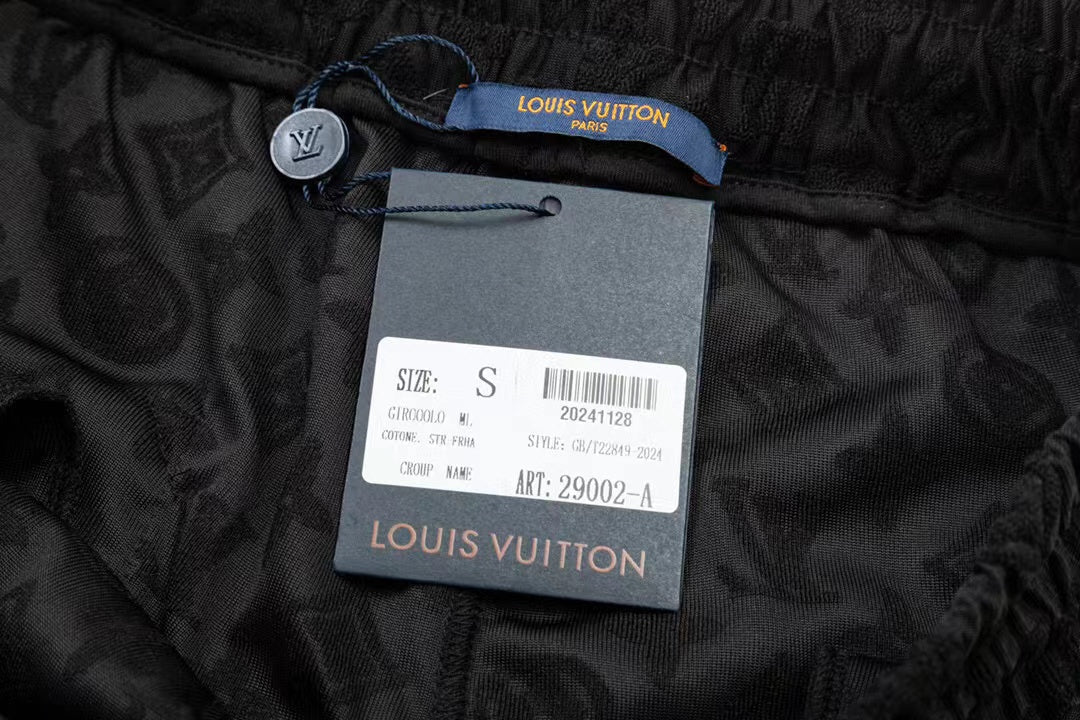 LOUIS VUITTON
PARIS
LV
SIZE: S
20241128
GIRCOOLO ML
COTONE. STR FRHA
STYLE: GB/T22849-2024
CROUP NAME
ART: 29002-A
LOUIS VUITTON